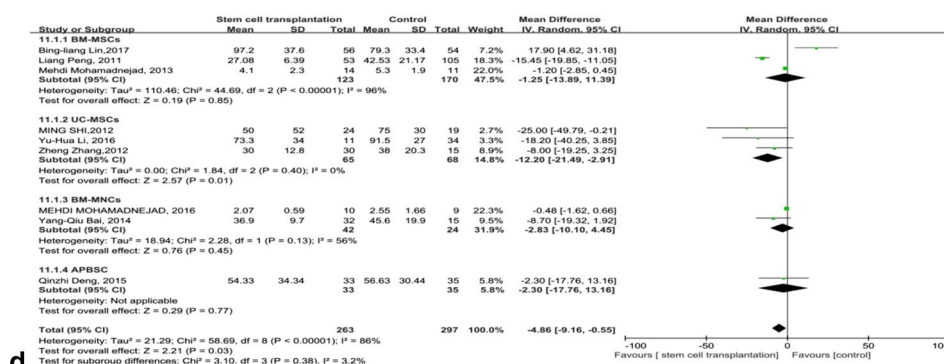 Stem cell transplantation Control Mean Difference Mean Difference
Study or Subgroup Mean SD Total Mean SD Total Weight IV, Random, 95% CI IV, Random, 95% CI
11.1.1 BM-MSCs
Bing-liang Lin,2017 97.2 37.6 56 79.3 33.4 54 7.2% 17.90 [4.62, 31.18]
Liang Peng, 2011 27.08 6.39 53 42.53 21.17 105 18.3% -15.45 [-19.85, -11.05]
Mehdi Mohamadnejad, 2013 4.1 2.3 14 5.3 1.9 11 22.0% -1.20 [-2.85, 0.45]
Subtotal (95% CI) 123 170 47.5% -1.25 [-13.89, 11.39]
Heterogeneity: Tau² = 110.46; Chi² = 44.69, df = 2 (P < 0.00001); I² = 96%
Test for overall effect: Z = 0.19 (P = 0.85)
11.1.2 UC-MSCs
MING SHI,2012 50 52 24 75 30 19 2.7% -25.00 [-49.79, -0.21]
Yu-Hua Li, 2016 73.3 34 11 91.5 27 34 3.8% -18.20 [-40.25, 3.85]
Zheng Zhang,2012 30 12.8 30 38 20.3 15 8.3% -8.00 [-19.25, 3.25]
Subtotal (95% CI) 65 68 14.8% -12.20 [-21.49, -2.91]
Heterogeneity: Tau² = 0.00; Chi² = 1.84, df = 2 (P = 0.40); I² = 0%
Test for overall effect: Z = 2.57 (P = 0.01)
11.1.3 BM-MNCs
MEHDI MOHAMADNEJAD, 2016 2.07 0.59 10 2.55 1.66 9 22.3% -0.48 [-1.62, 0.66]
Yang-Qiu Bai, 2014 36.9 9.7 32 45.6 19.9 15 9.5% -8.70 [-19.32, 1.92]
Subtotal (95% CI) 42 24 31.9% -2.83 [-10.10, 4.45]
Heterogeneity: Tau² = 18.94; Chi² = 2.28, df = 1 (P = 0.13); I² = 56%
Test for overall effect: Z = 0.76 (P = 0.45)
11.1.4 APBSC
Qinzhi Deng, 2015 54.33 34.34 33 56.63 30.44 35 5.8% -2.30 [-17.76, 13.16]
Subtotal (95% CI) 33 35 5.8% -2.30 [-17.76, 13.16]
Heterogeneity: Not applicable
Test for overall effect: Z = 0.29 (P = 0.77)
Total (95% CI) 263 297 100.0% -4.86 [-9.16, -0.55]
Heterogeneity: Tau² = 21.29; Chi² = 58.69, df = 8 (P < 0.00001); I² = 86%
Test for overall effect: Z = 2.21 (P = 0.03)
Test for subgroup differences: Chi² = 3.10, df = 3 (P = 0.38), I² = 3.2%
-100 -50 0 50 10
Favours [ stem cell transplantation] Favours [control]
d